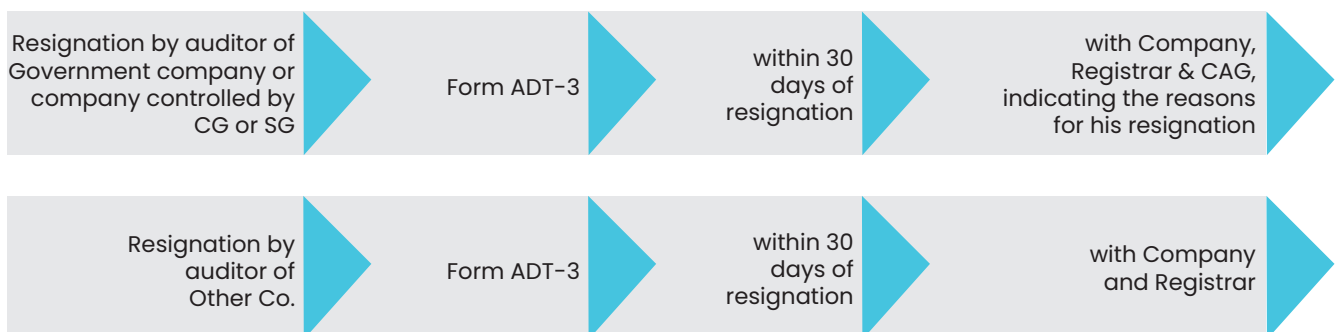 Resignation by auditor of
Government company or
company controlled by
CG or SG
Form ADT-3
within 30
days of
resignation
with Company,
Registrar & CAG,
indicating the reasons
for his resignation
Resignation by
auditor of
Other Co.
Form ADT-3
within 30
days of
resignation
with Company
and Registrar